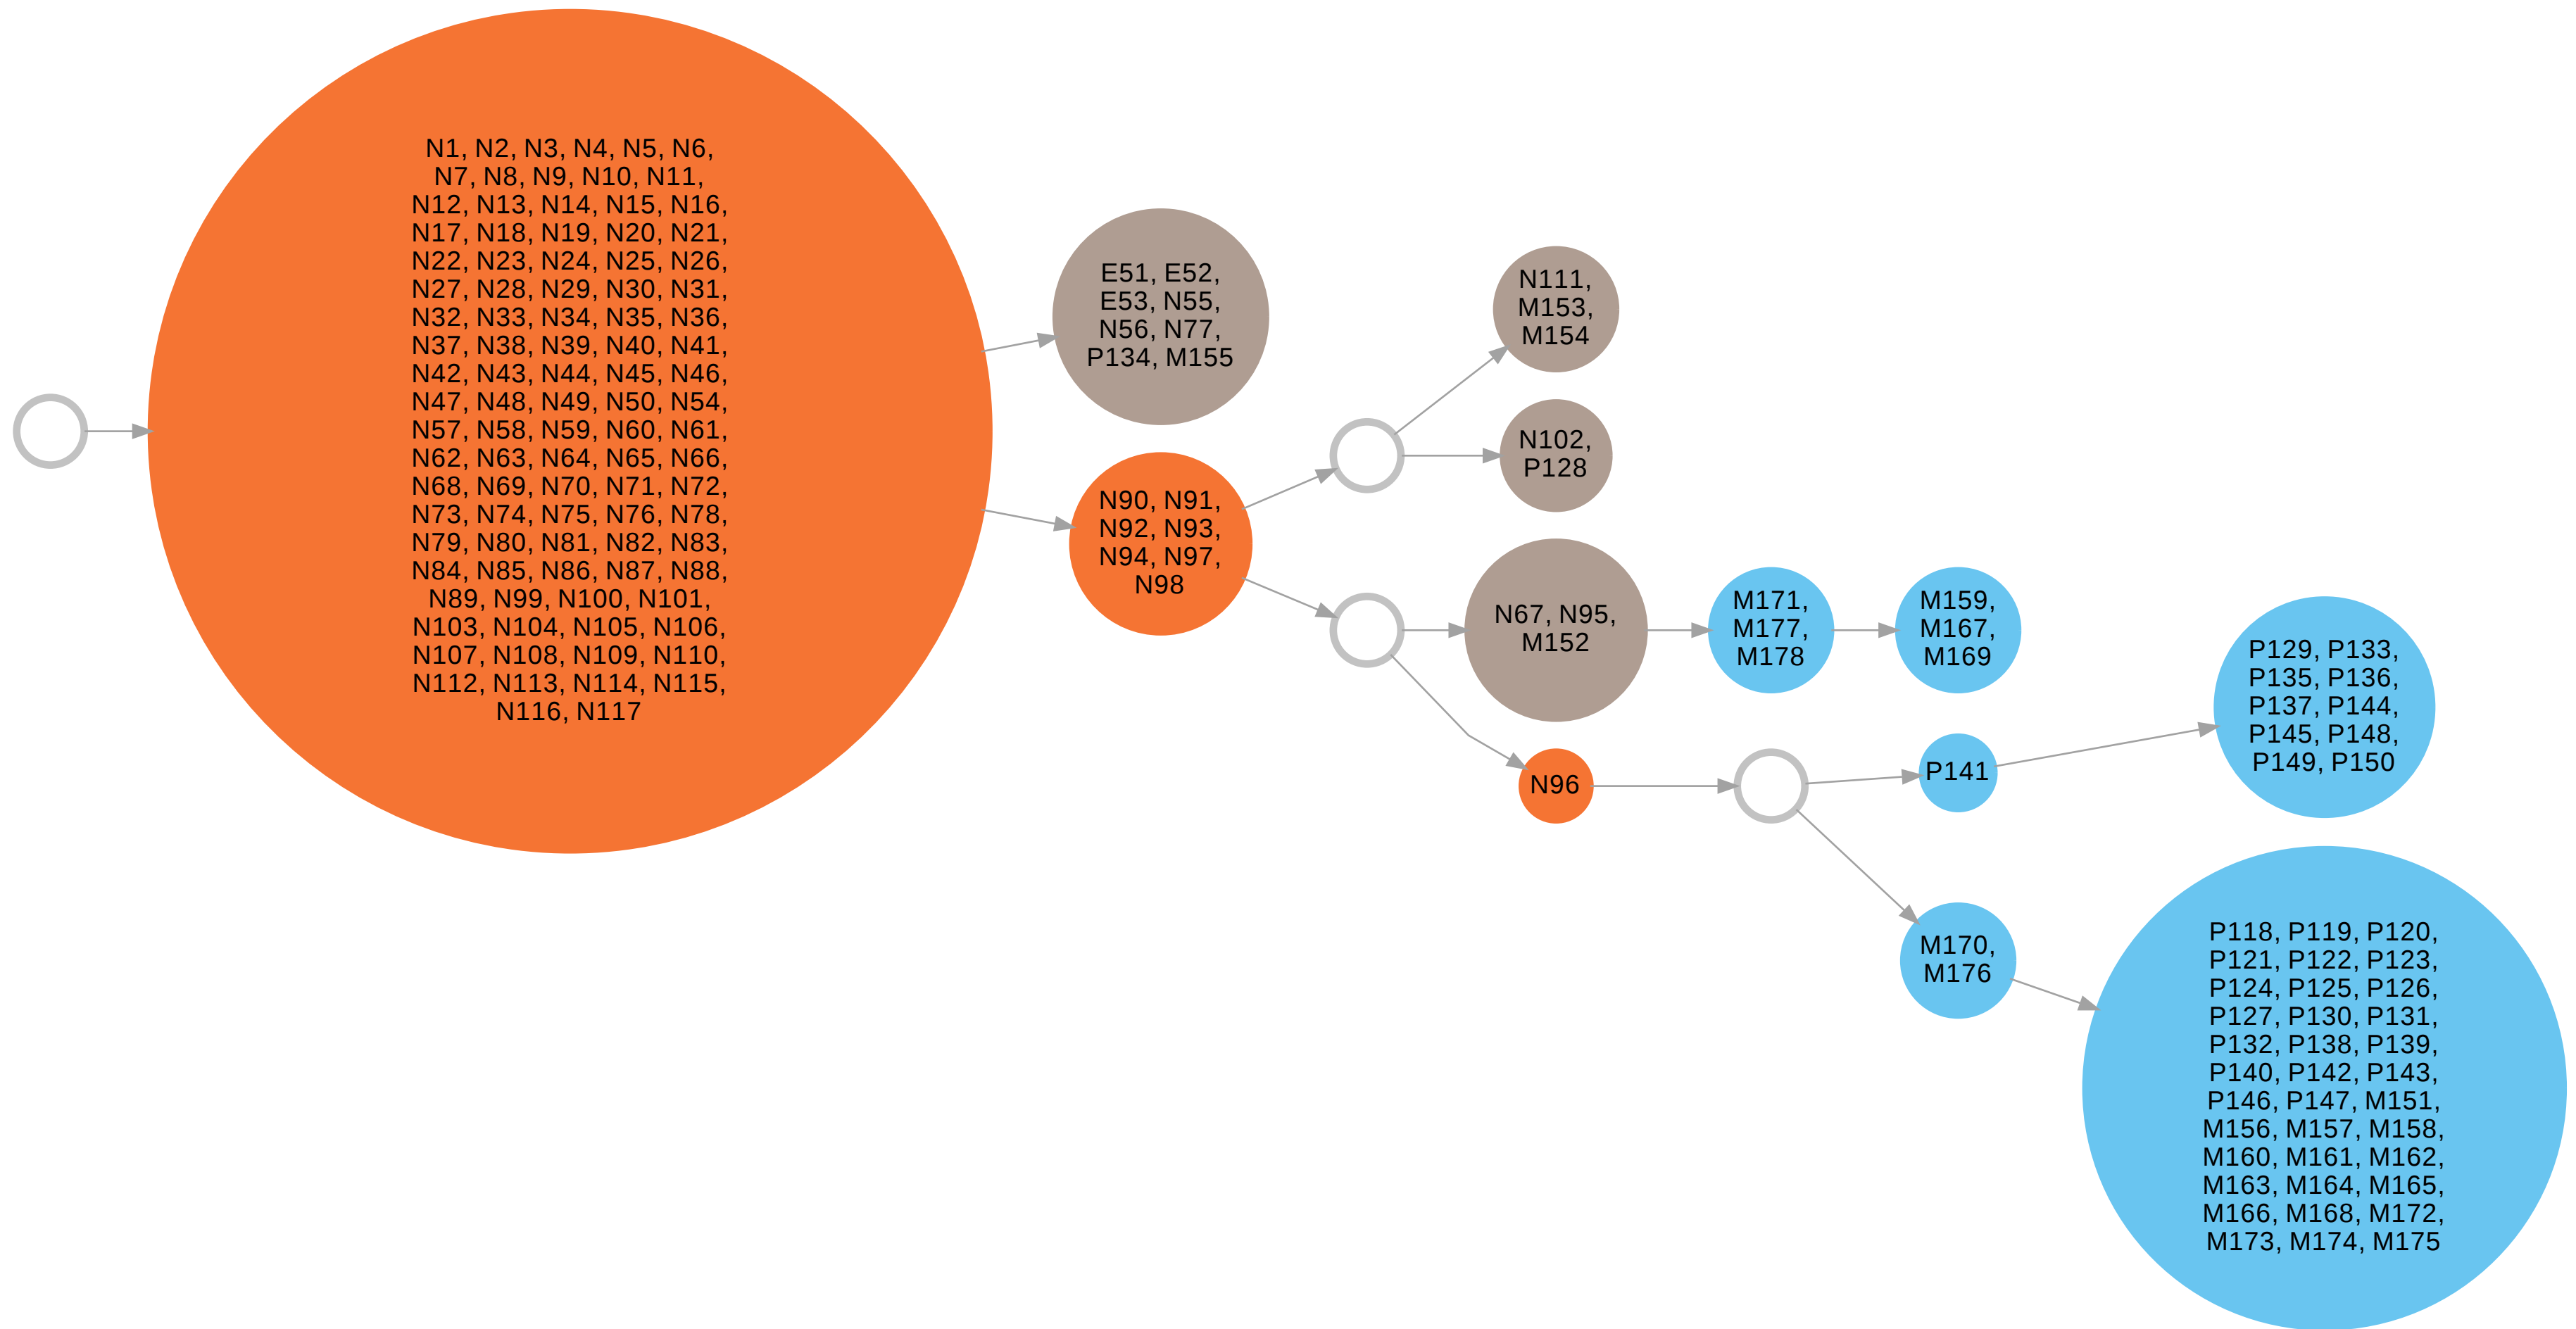 N1, N2, N3, N4, N5, N6,
N7, N8, N9, N10, N11,
N12, N13, N14, N15, N16,
N17, N18, N19, N20, N21,
N22, N23, N24, N25, N26,
N27, N28, N29, N30, N31,
N32, N33, N34, N35, N36,
N37, N38, N39, N40, N41,
N42, N43, N44, N45, N46,
N47, N48, N49, N50, N54,
N57, N58, N59, N60, N61,
N62, N63, N64, N65, N66,
N68, N69, N70, N71, N72,
N73, N74, N75, N76, N78,
N79, N80, N81, N82, N83,
N84, N85, N86, N87, N88,
N89, N99, N100, N101,
N103, N104, N105, N106,
N107, N108, N109, N110,
N112, N113, N114, N115,
N116, N117
E51, E52,
E53, N55,
N56, N77,
P134, M155
N90, N91,
N92, N93,
N94, N97,
N98
N111,
M153,
M154
N102,
P128
N67, N95,
M152
M171,
M177,
M178
M159,
M167,
M169
N96
P141
P129, P133,
P135, P136,
P137, P144,
P145, P148,
P149, P150
M170,
M176
P118, P119, P120,
P121, P122, P123,
P124, P125, P126,
P127, P130, P131,
P132, P138, P139,
P140, P142, P143,
P146, P147, M151,
M156, M157, M158,
M160, M161, M162,
M163, M164, M165,
M166, M168, M172,
M173, M174, M175